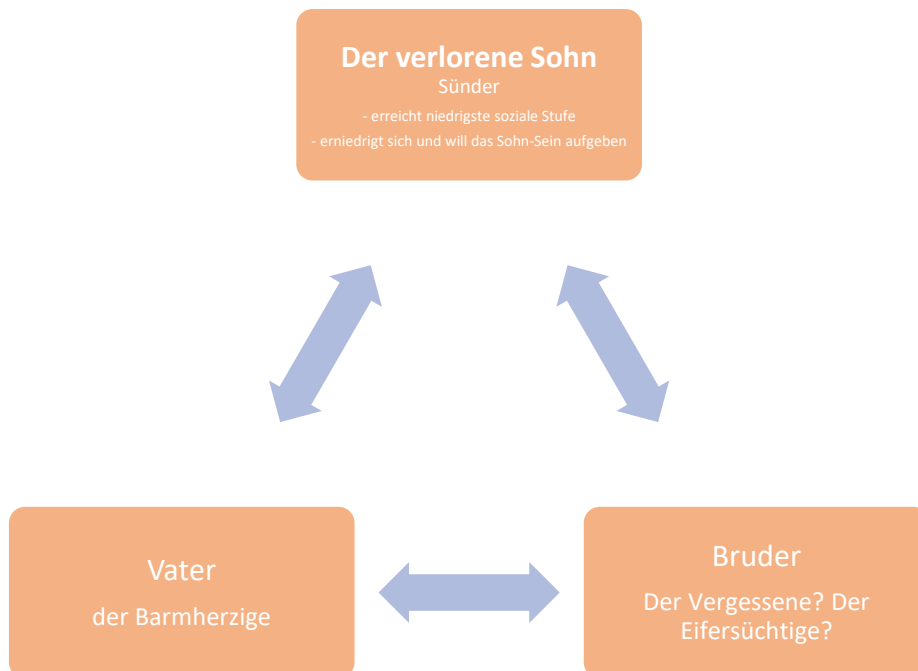 Der verlorene Sohn
Sünder
- erreicht niedrigste soziale Stufe
- erniedrigt sich und will das Sohn-Sein aufgeben
Vater
der Barmherzige
Bruder
Der Vergessene? Der
Eifersüchtige?